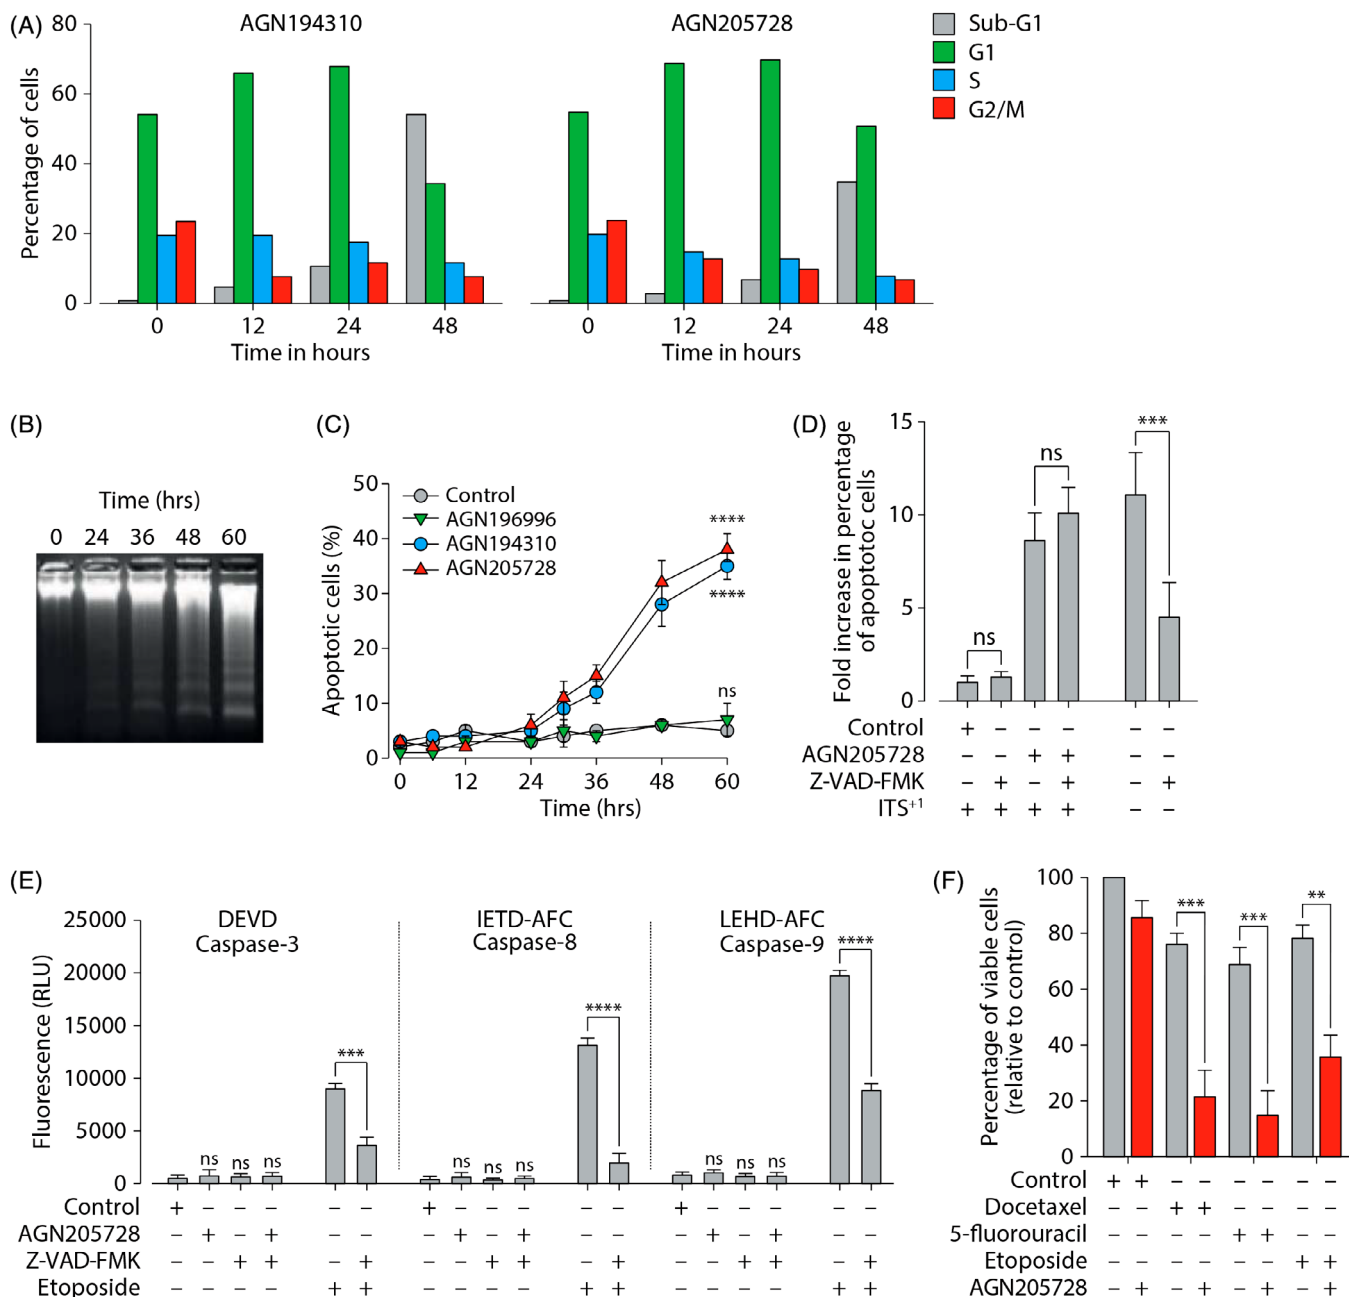 (A)
AGN194310
AGN205728
Sub-G1
G1
S
G2/M
Percentage of cells
80
60
40
20
0
0 12 24 48
0 12 24 48
Time in hours
Time in hours
(B)
Time (hrs)
0 24 36 48 60
(C)
Apoptic cells (%)
50
40
30
20
10
0
Control
AGN196996
AGN194310
AGN205728
****
****
ns
0 12 24 36 48 60
Time (hrs)
(D)
Fold increase in percentage
of apoptotoc cells
15
10
5
0
ns
ns
***
Control + – – – – –
AGN205728 – – + + – –
Z-VAD-FMK – + – + – +
ITS+1 + + + + – –
(E)
Fluorescence (RLU)
25000
20000
15000
10000
5000
0
DEVD
Caspase-3
IETD-AFC
Caspase-8
LEHD-AFC
Caspase-9
ns ns ns ***
ns ns ns ****
ns ns ns ****
Control + – – – – – + – – – – – + – – – – –
AGN205728 – + – + – – – + – + – – – + – + – –
Z-VAD-FMK – – + + – + – – + + – + – – + + – +
Etoposide – – – – + + – – – – + + – – – – + +
(F)
Percentage of viable cells
(relative to control)
100
80
60
40
20
0
***
***
**
Control + + – – – – – –
Docetaxel – – + + – – – –
5-fluorouracil – – – – + + – –
Etoposide – – – – – – + +
AGN205728 – + – + – + – +